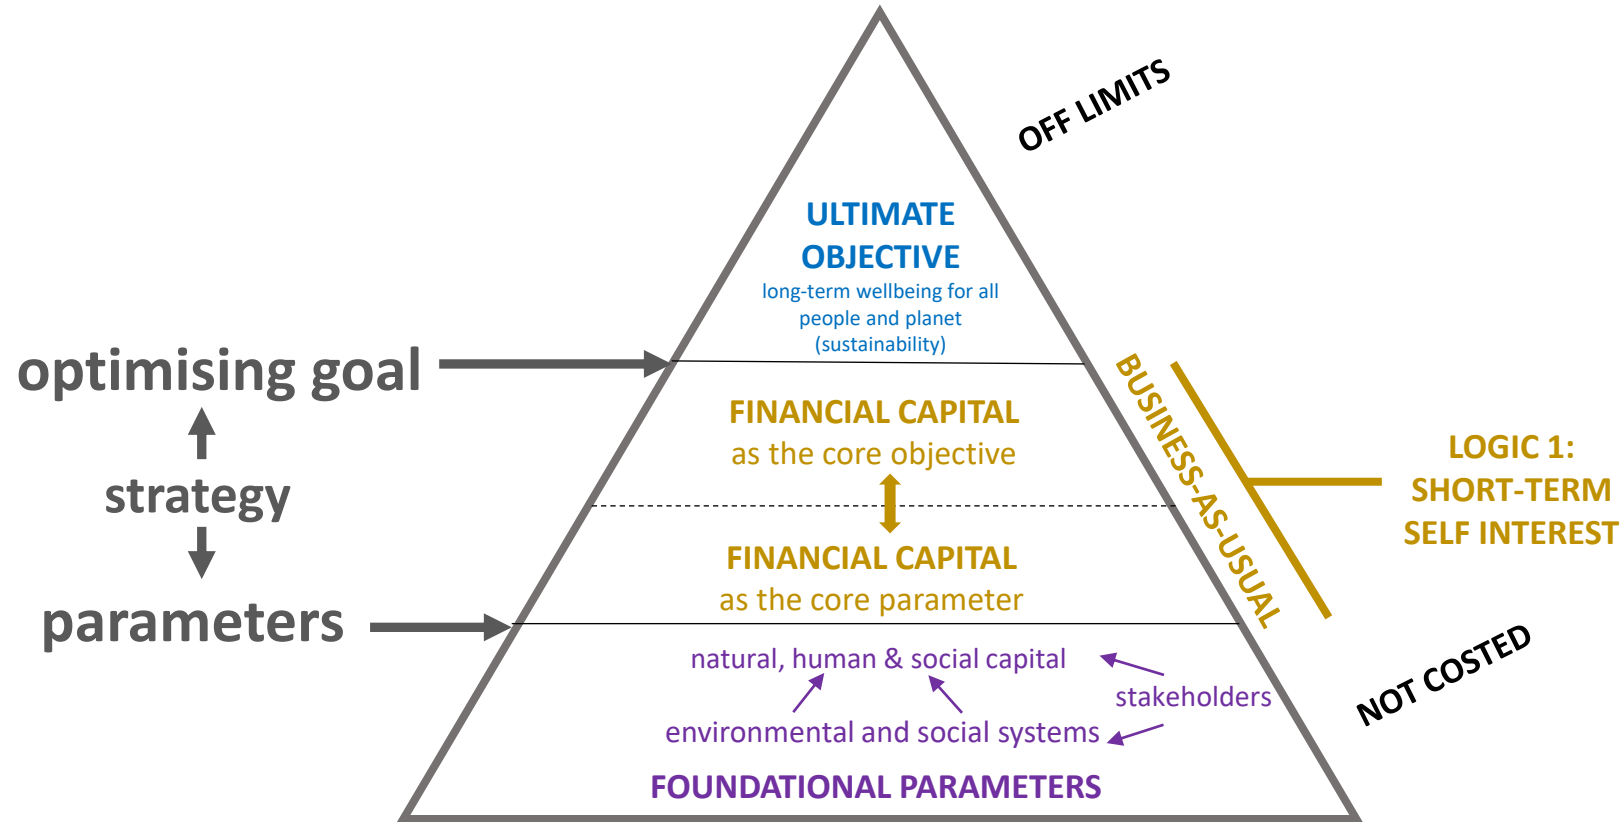 OFF LIMITS
ULTIMATE
OBJECTIVE
long-term wellbeing for all
people and planet
(sustainability)
optimising goal
strategy
parameters
FINANCIAL CAPITAL
as the core objective
FINANCIAL CAPITAL
as the core parameter
BUSINESS-AS-USUAL
LOGIC 1:
SHORT-TERM
SELF INTEREST
NOT COSTED
natural, human & social capital
stakeholders
environmental and social systems
FOUNDATIONAL PARAMETERS